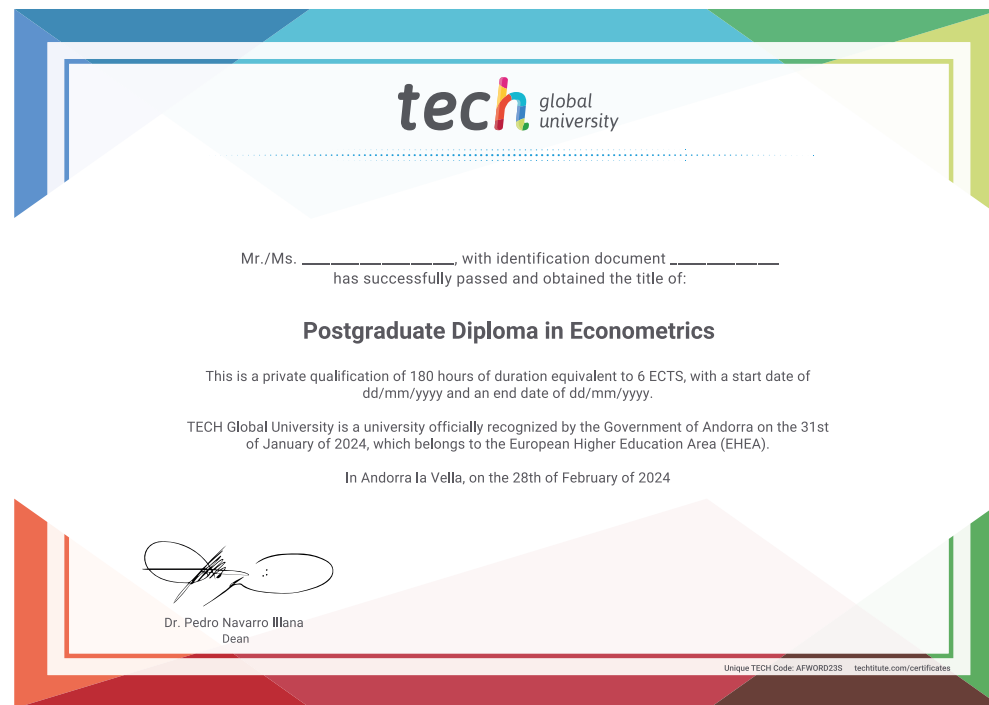 tech global
university
Mr./Ms. ____________, with identification document _________
has successfully passed and obtained the title of:
Postgraduate Diploma in Econometrics
This is a private qualification of 180 hours of duration equivalent to 6 ECTS, with a start date of
dd/mm/yyyy and an end date of dd/mm/yyyy.
TECH Global University is a university officially recognized by the Government of Andorra on the 31st
of January of 2024, which belongs to the European Higher Education Area (EHEA).
In Andorra la Vella, on the 28th of February of 2024
Dr. Pedro Navarro Illana
Dean
Unique TECH Code: AFWORD23S techtitute.com/certificates